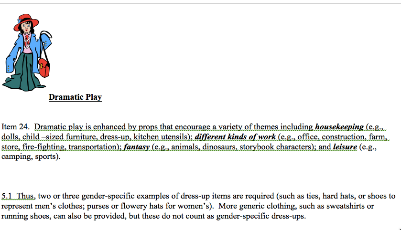 Dramatic Play
Item 24. Dramatic play is enhanced by props that encourage a variety of themes including housekeeping (e.g.,
dolls, child –sized furniture, dress-up, kitchen utensils); different kinds of work (e.g., office, construction, farm,
store, fire-fighting, transportation); fantasy (e.g., animals, dinosaurs, storybook characters); and leisure (e.g.,
camping, sports).
5.1 Thus, two or three gender-specific examples of dress-up items are required (such as ties, hard hats, or shoes to
represent men's clothes; purses or flowery hats for women's). More generic clothing, such as sweatshirts or
running shoes, can also be provided, but these do not count as gender-specific dress-ups.